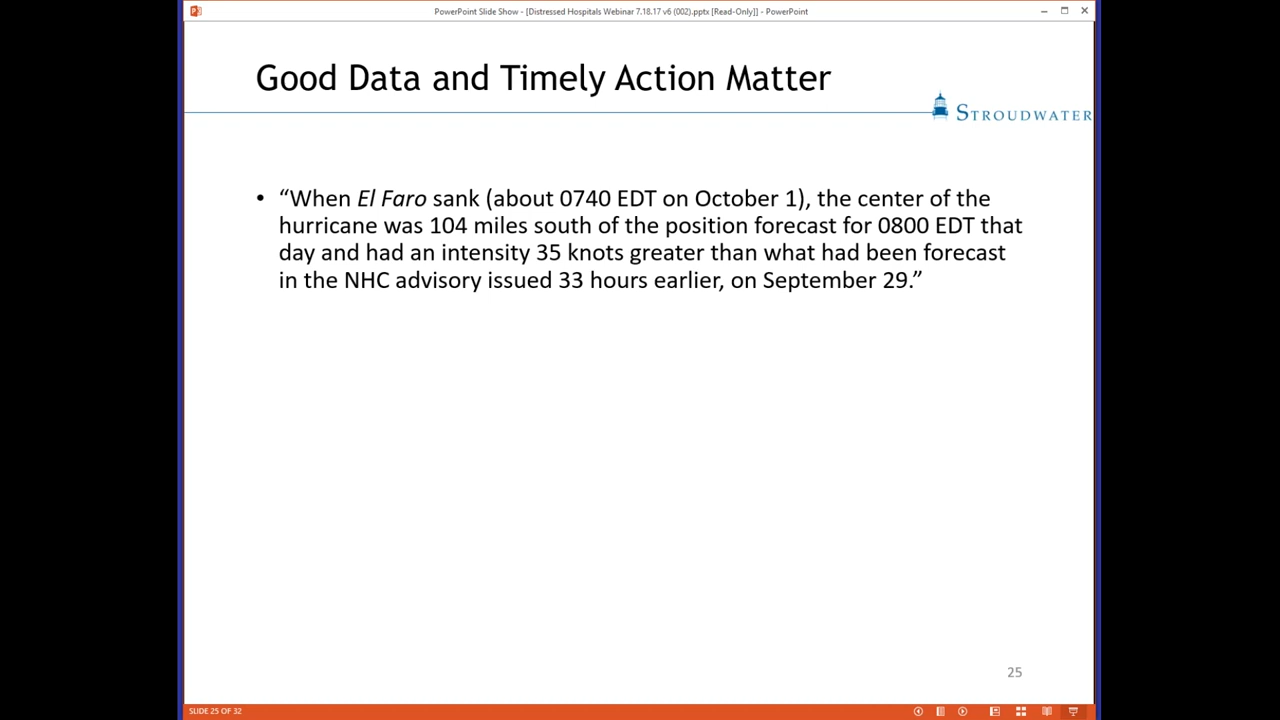 PowerPoint Slide Show - [Distressed Hospitals Webinar 7.18.17 v6 (002).pptx [Read-Only]] - PowerPoint
Good Data and Timely Action Matter
STROUDWATER
• “When El Faro sank (about 0740 EDT on October 1), the center of the
hurricane was 104 miles south of the position forecast for 0800 EDT that
day and had an intensity 35 knots greater than what had been forecast
in the NHC advisory issued 33 hours earlier, on September 29.”
25
SLIDE 25 OF 32